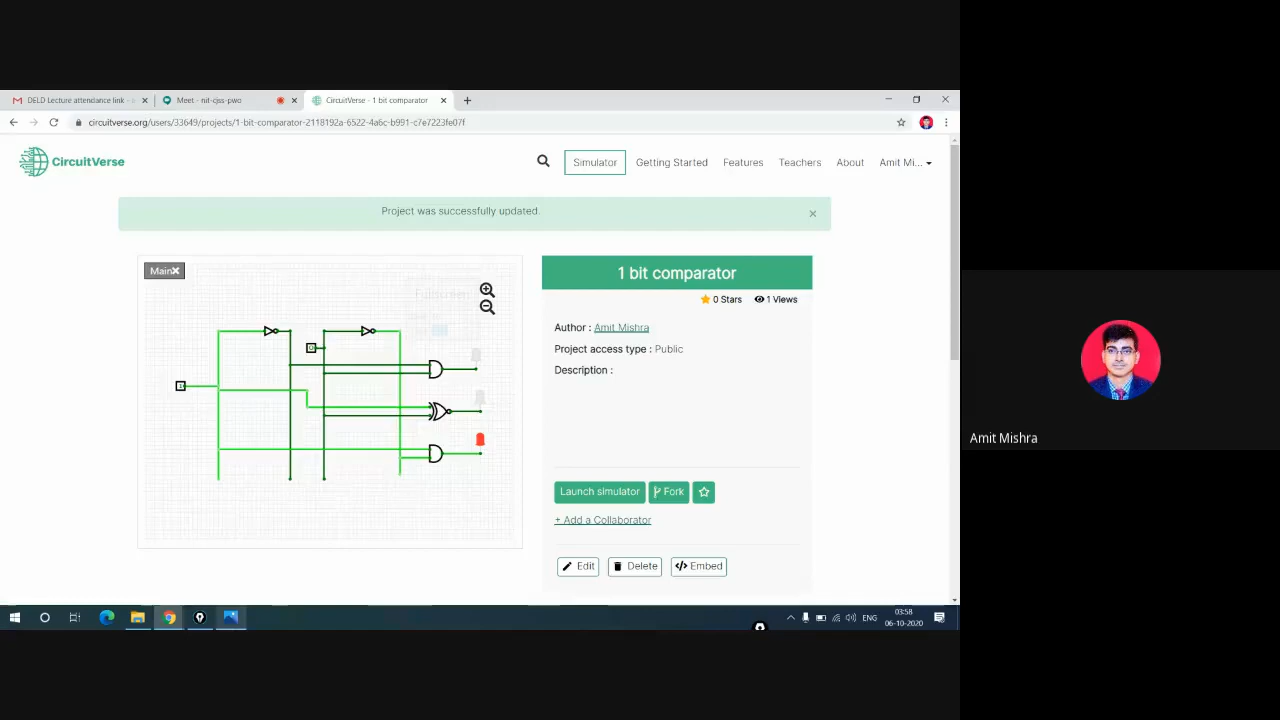 DELD Lecture attendance link -
Meet - nit-cjss-pwo
CircuitVerse - 1 bit comparator
circuitverse.org/users/33649/projects/1-bit-comparator-2118192a-6522-4a6c-b991-c7e7223fe07f
CircuitVerse
Simulator
Getting Started
Features
Teachers
About
Amit Mi...
Project was successfully updated.
Main
Fullscreen
1 bit comparator
0 Stars
1 Views
Author : Amit Mishra
Project access type : Public
Description :
Launch simulator
Fork
+ Add a Collaborator
Edit
Delete
Embed
ENG
03:58
06-10-2020
Amit Mishra